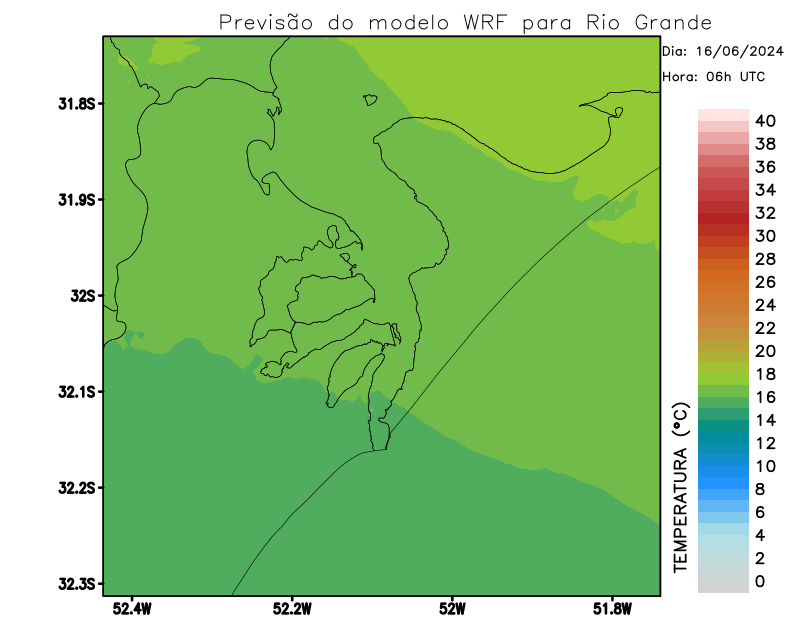 Previsão do modelo WRF para Rio Grande
Dia: 16/06/2024
Hora: 06h UTC
31.8S
31.9S
32S
32.1S
32.2S
32.3S
52.4W
52.2W
52W
51.8W
TEMPERATURA (°C)
40
38
36
34
32
30
28
26
24
22
20
18
16
14
12
10
8
6
4
2
0